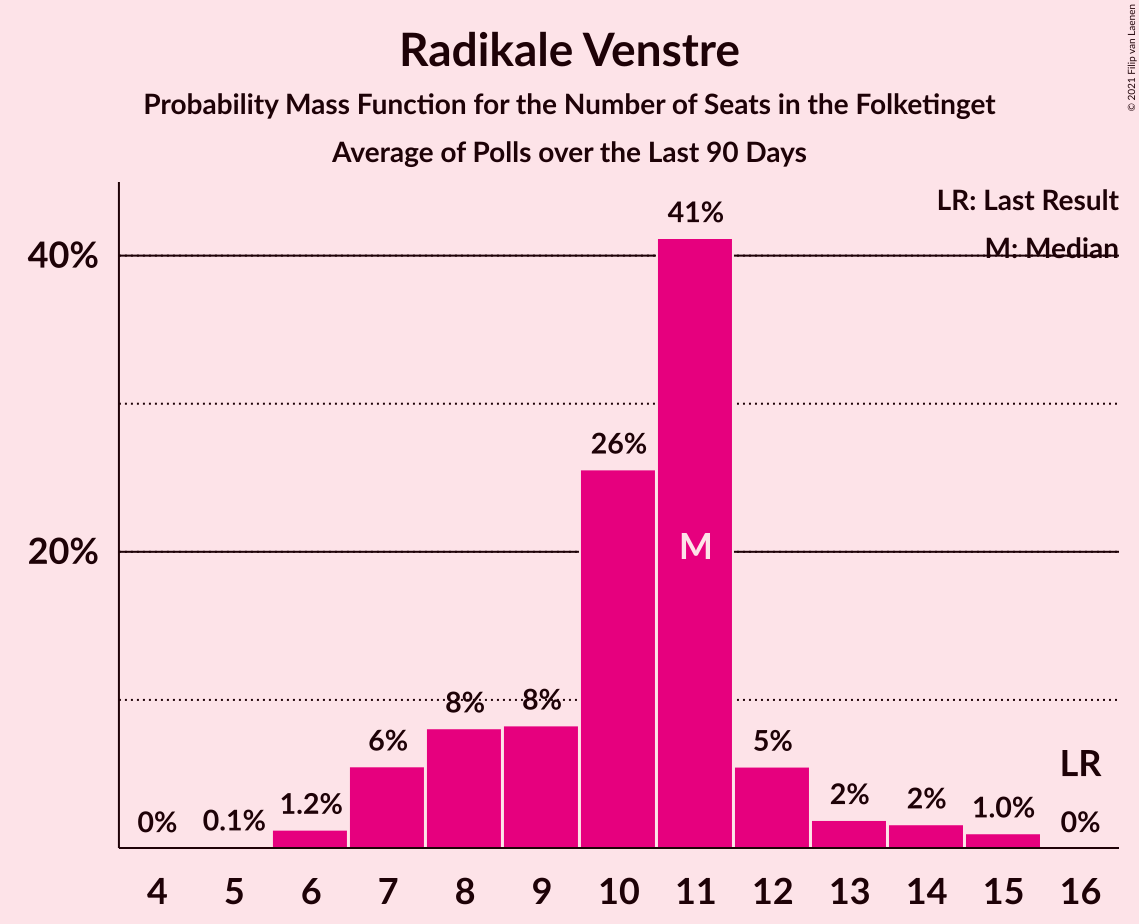 Radikale Venstre
Probability Mass Function for the Number of Seats in the Folketinget
Average of Polls over the Last 90 Days
© 2021 Filip van Laenen
LR: Last Result
M: Median
40%
20%
0%
0.1%
1.2%
6%
8%
8%
26%
41%
M
5%
2%
2%
1.0%
LR
0%
4 5 6 7 8 9 10 11 12 13 14 15 16